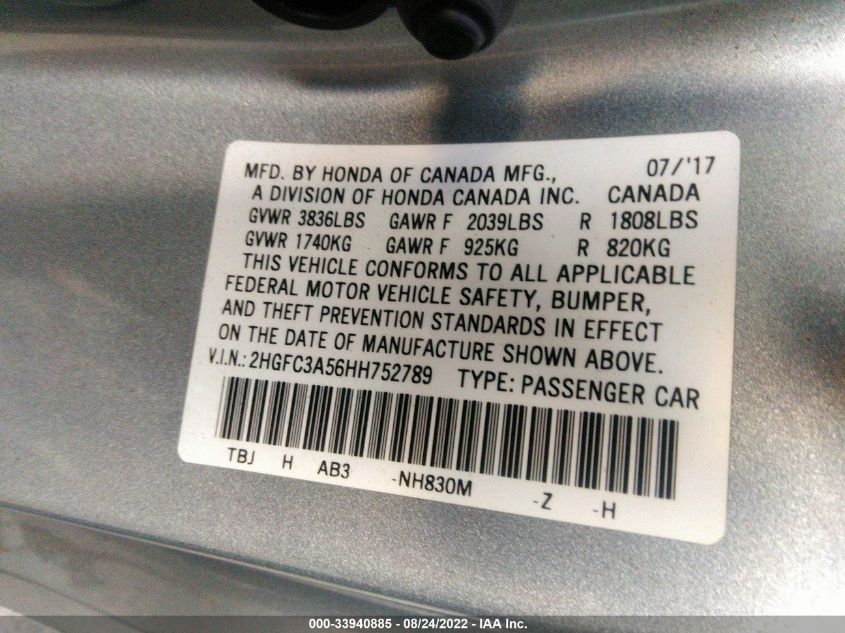 MFD. BY HONDA OF CANADA MFG., 07/'17
A DIVISION OF HONDA CANADA INC. CANADA
GVWR 3836LBS GAWR F 2039LBS R 1808LBS
GVWR 1740KG GAWR F 925KG R 820KG
THIS VEHICLE CONFORMS TO ALL APPLICABLE
FEDERAL MOTOR VEHICLE SAFETY, BUMPER,
AND THEFT PREVENTION STANDARDS IN EFFECT
ON THE DATE OF MANUFACTURE SHOWN ABOVE.
V.I.N.: 2HGFC3A56HH752789 TYPE: PASSENGER CAR
TBJ H AB3 -NH830M -Z -H
000-33940885 - 08/24/2022 - IAA Inc.